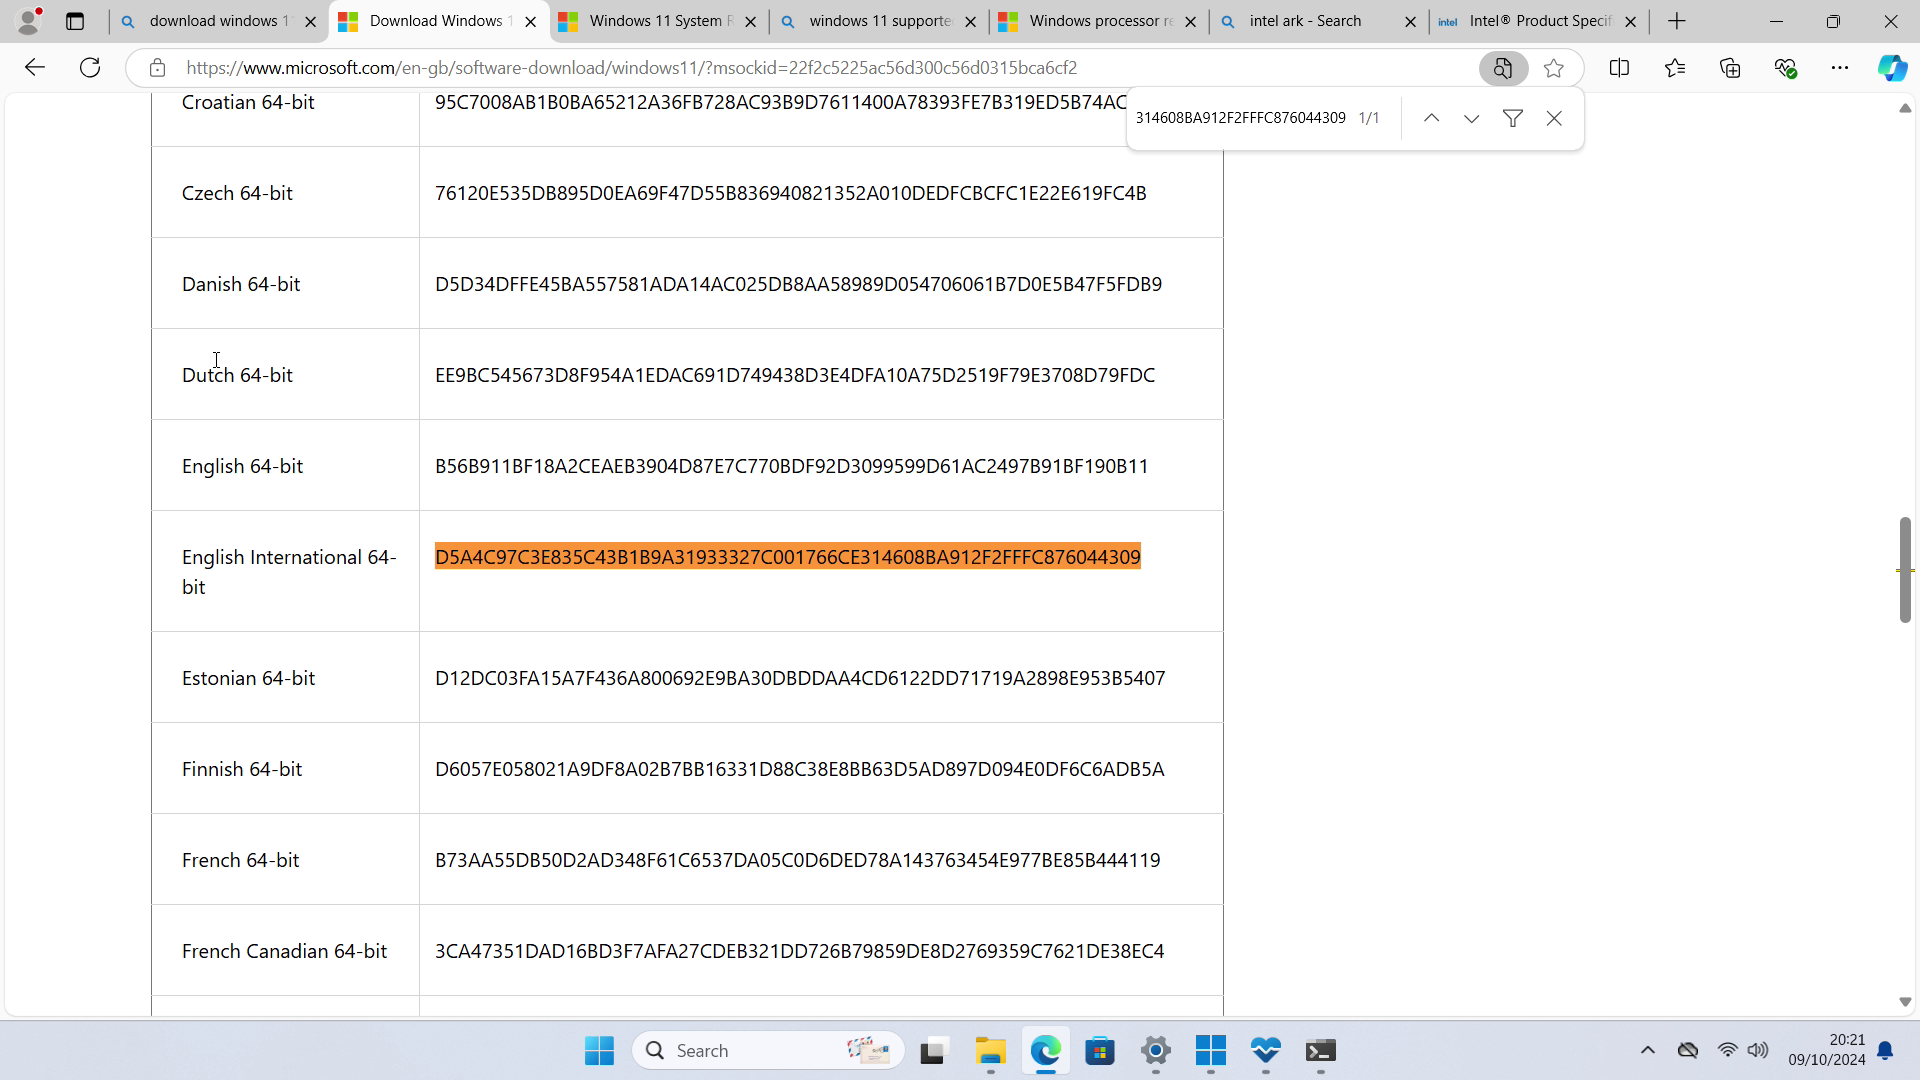 download windows 1
Download Windows 1
Windows 11 System R
windows 11 supporte
Windows processor re
intel ark - Search
intel
Intel® Product Specif
https://www.microsoft.com/en-gb/software-download/windows11/?msockid=22f2c5225ac56d300c56d0315bca6cf2
314608BA912F2FFFC876044309 1/1
Croatian 64-bit
95C7008AB1B0BA65212A36FB728AC93B9D7611400A78393FE7B319ED5B74AC
Czech 64-bit
76120E535DB895D0EA69F47D55B836940821352A010DEDFCBCFC1E22E619FC4B
Danish 64-bit
D5D34DFFE45BA557581ADA14AC025DB8AA58989D054706061B7D0E5B47F5FDB9
Dutch 64-bit
EE9BC545673D8F954A1EDAC691D749438D3E4DFA10A75D2519F79E3708D79FDC
English 64-bit
B56B911BF18A2CEAEB3904D87E7C770BDF92D3099599D61AC2497B91BF190B11
English International 64-
bit
D5A4C97C3E835C43B1B9A31933327C001766CE314608BA912F2FFFC876044309
Estonian 64-bit
D12DC03FA15A7F436A800692E9BA30DBDDAA4CD6122DD71719A2898E953B5407
Finnish 64-bit
D6057E058021A9DF8A02B7BB16331D88C38E8BB63D5AD897D094E0DF6C6ADB5A
French 64-bit
B73AA55DB50D2AD348F61C6537DA05C0D6DED78A143763454E977BE85B444119
French Canadian 64-bit
3CA47351DAD16BD3F7AFA27CDEB321DD726B79859DE8D2769359C7621DE38EC4
Search
20:21
09/10/2024